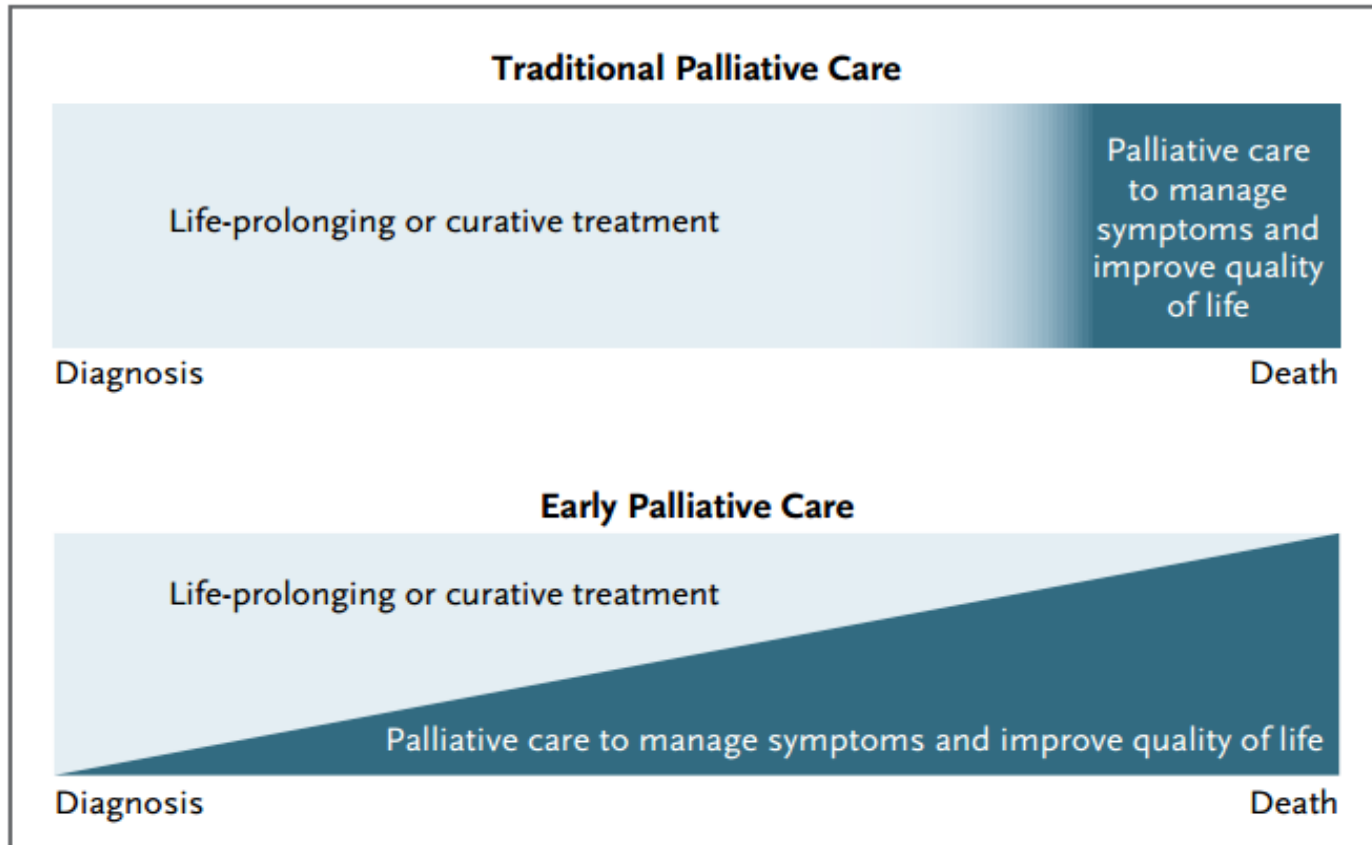 Traditional Palliative Care
Life-prolonging or curative treatment
Palliative care
to manage
symptoms and
improve quality
of life
Diagnosis
Death
Early Palliative Care
Life-prolonging or curative treatment
Palliative care to manage symptoms and improve quality of life
Diagnosis
Death